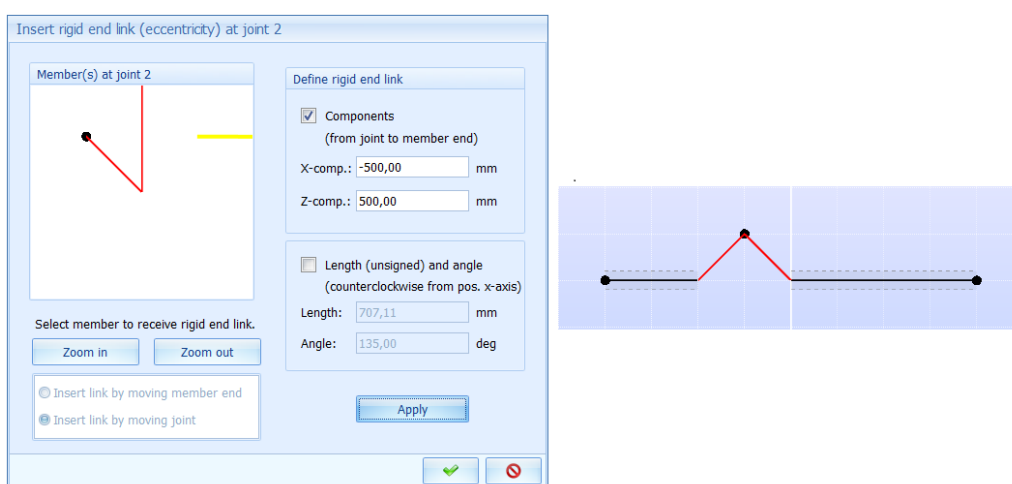 Insert rigid end link (eccentricity) at joint 2
Member(s) at joint 2
Select member to receive rigid end link.
Zoom in
Zoom out
Insert link by moving member end
Insert link by moving joint
Define rigid end link
Components
(from joint to member end)
X-comp.: -500,00 mm
Z-comp.: 500,00 mm
Length (unsigned) and angle
(counterclockwise from pos. x-axis)
Length: 707,11 mm
Angle: 135,00 deg
Apply